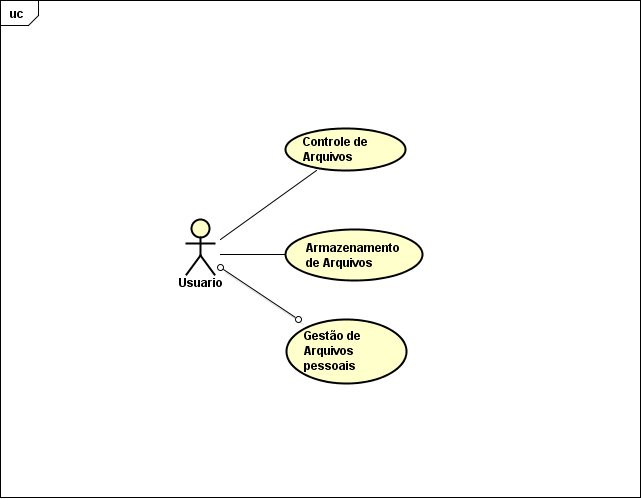 uc
Controle de
Arquivos
Armazenamento
de Arquivos
Usuario
Gestão de
Arquivos
pessoais